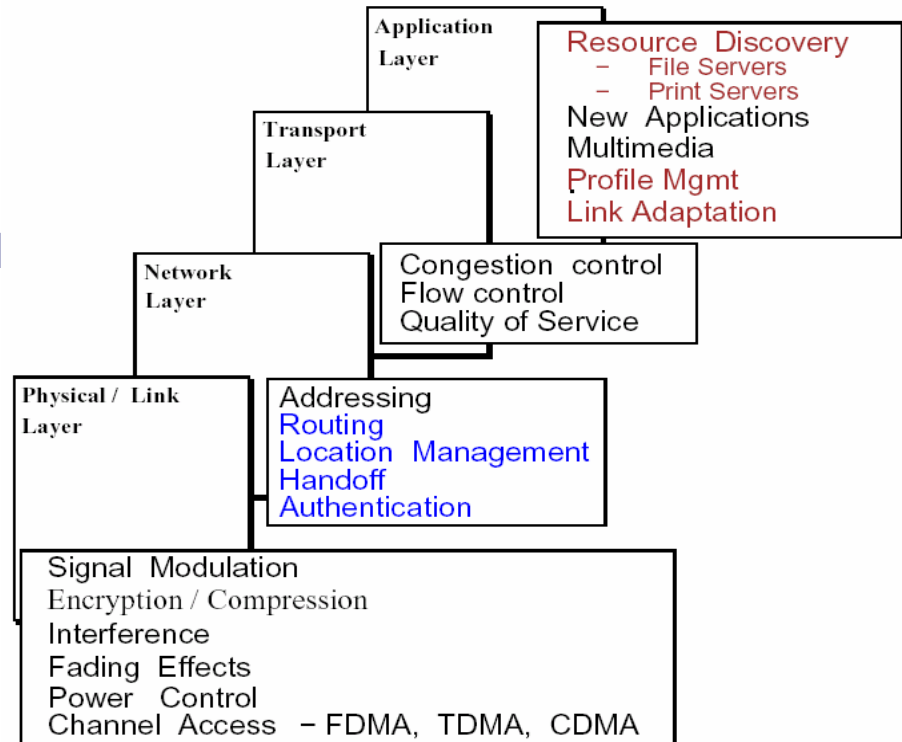 Application
Layer
Resource Discovery
– File Servers
– Print Servers
New Applications
Multimedia
Profile Mgmt
Link Adaptation
Transport
Layer
Congestion control
Flow control
Quality of Service
Network
Layer
Addressing
Routing
Location Management
Handoff
Authentication
Physical / Link
Layer
Signal Modulation
Encryption / Compression
Interference
Fading Effects
Power Control
Channel Access – FDMA, TDMA, CDMA